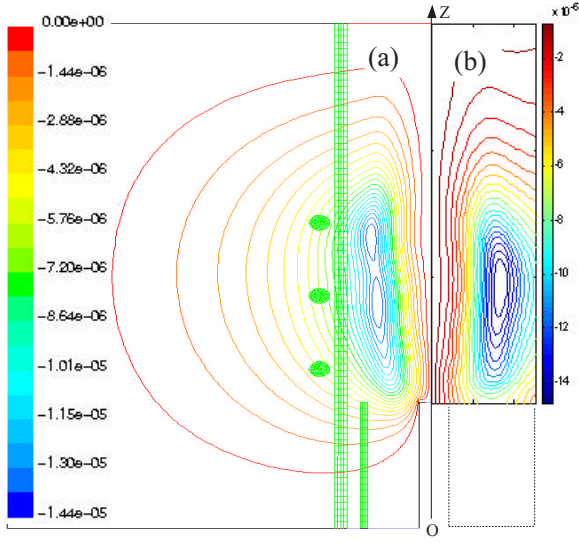 0.00e+00
-1.44e-06
-2.88e-06
-4.32e-06
-5.76e-06
-7.20e-06
-8.64e-06
-1.01e-05
-1.15e-05
-1.30e-05
-1.44e-05
(a)
Z
(b)
O
× 10⁻⁶
-2
-4
-6
-8
-10
-12
-14